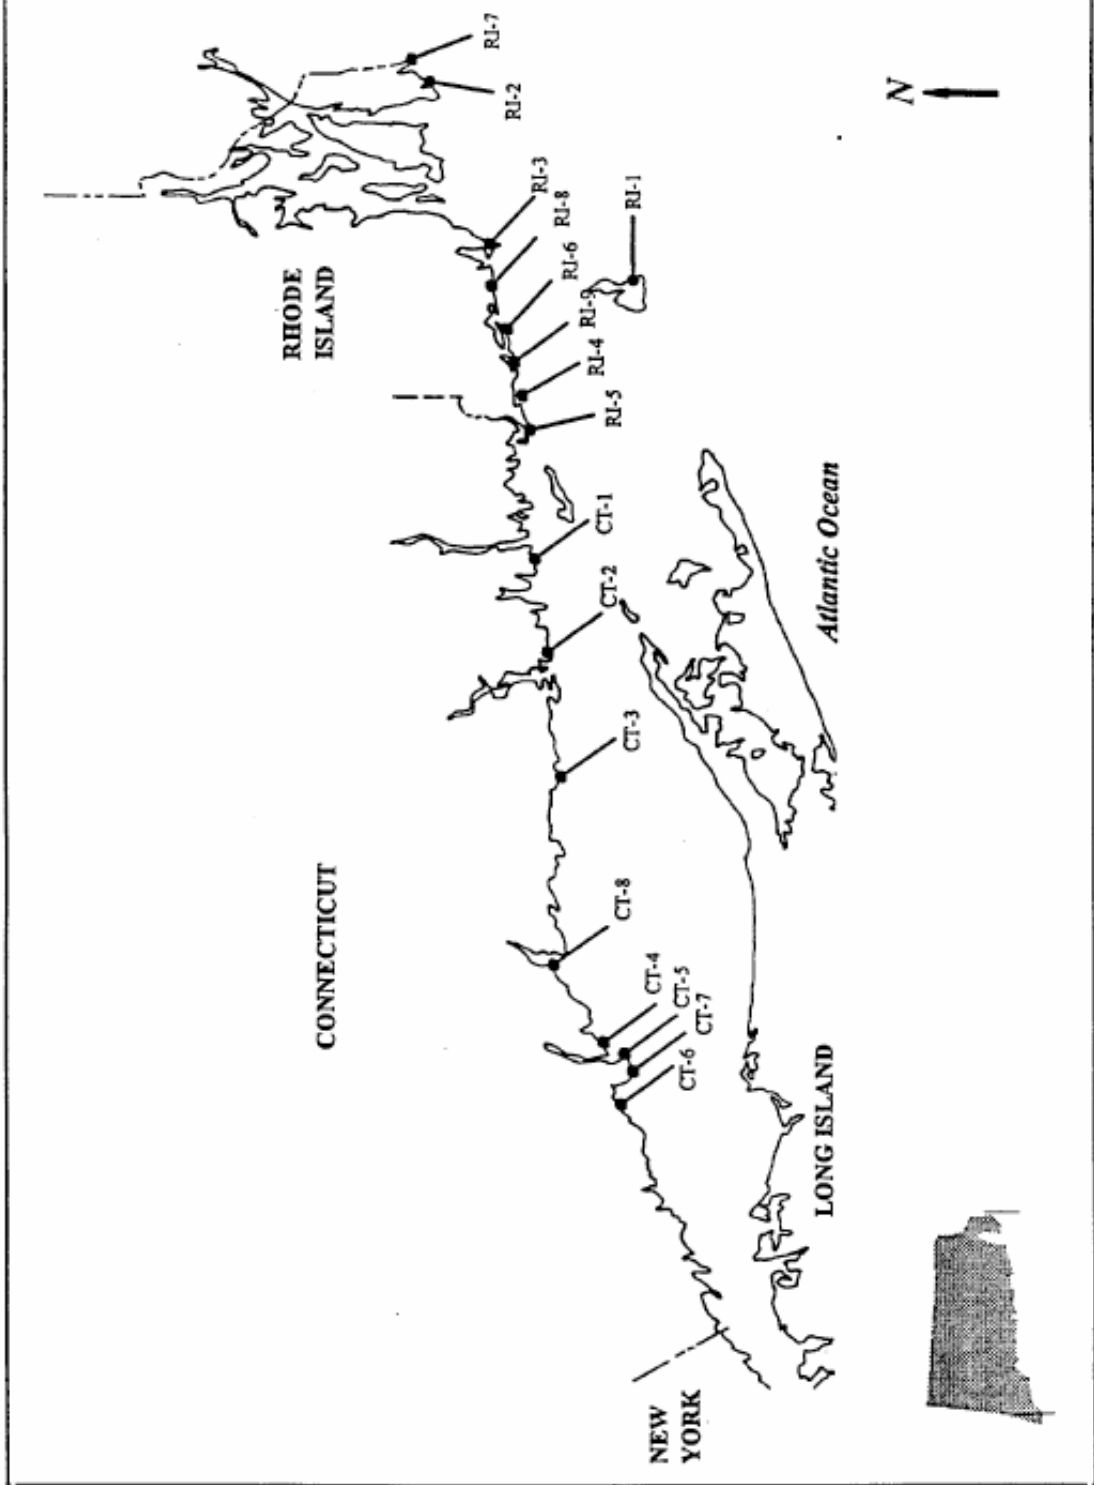 RHODE
ISLAND
CONNECTICUT
NEW
YORK
LONG ISLAND
Atlantic Ocean
N
RI-7
RI-2
RI-3
RI-8
RI-6
RI-1
RI-9
RI-4
RI-5
CT-1
CT-2
CT-3
CT-8
CT-4
CT-5
CT-7
CT-6